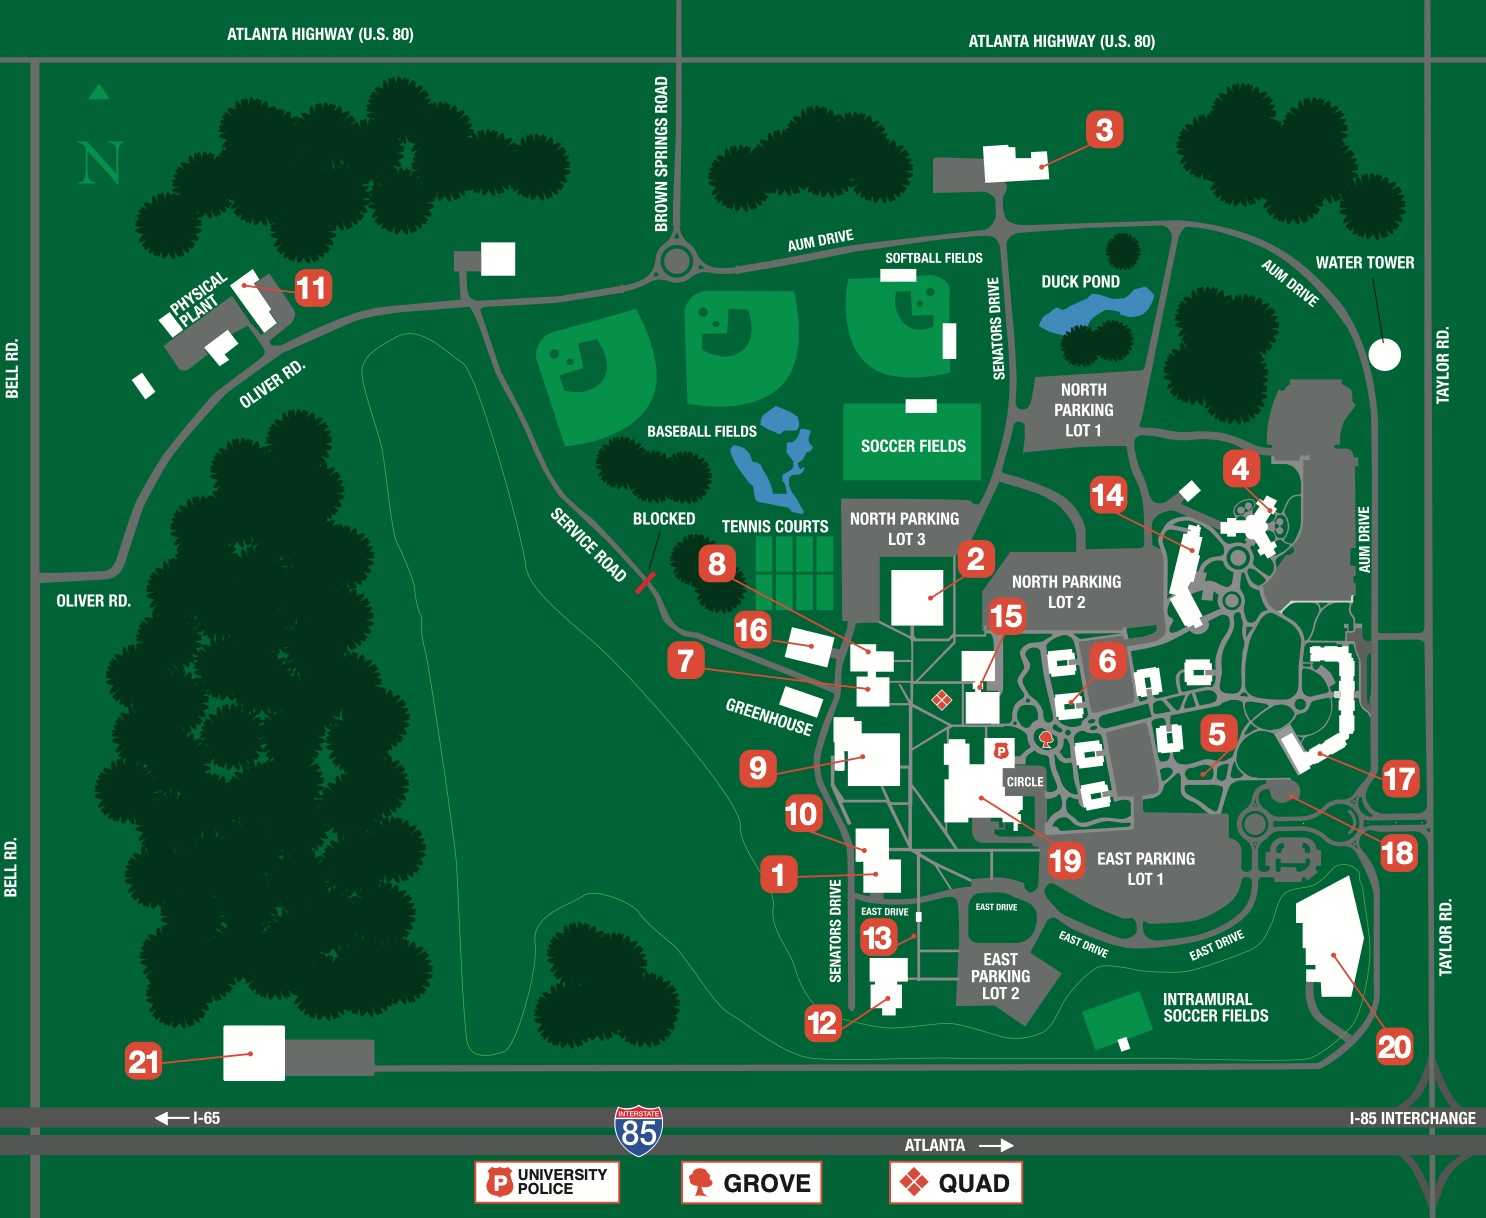 ATLANTA HIGHWAY (U.S. 80)
ATLANTA HIGHWAY (U.S. 80)
N
BROWN SPRINGS ROAD
3
AUM DRIVE
SOFTBALL FIELDS
SENATORS DRIVE
DUCK POND
AUM DRIVE
WATER TOWER
PHYSICAL
PLANT
11
BELL RD.
OLIVER RD.
TAYLOR RD.
NORTH
PARKING
LOT 1
BASEBALL FIELDS
SOCCER FIELDS
4
14
SERVICE ROAD
BLOCKED
TENNIS COURTS
NORTH PARKING
LOT 3
AUM DRIVE
8
2
NORTH PARKING
LOT 2
OLIVER RD.
15
16
7
6
GREENHOUSE
5
P
9
CIRCLE
17
10
18
1
19
EAST PARKING
LOT 1
BELL RD.
SENATORS DRIVE
EAST DRIVE
EAST DRIVE
13
EAST DRIVE
EAST DRIVE
TAYLOR RD.
EAST
PARKING
LOT 2
INTRAMURAL
SOCCER FIELDS
12
20
21
I-65
INTERSTATE
85
I-85 INTERCHANGE
ATLANTA
P
UNIVERSITY
POLICE
GROVE
QUAD